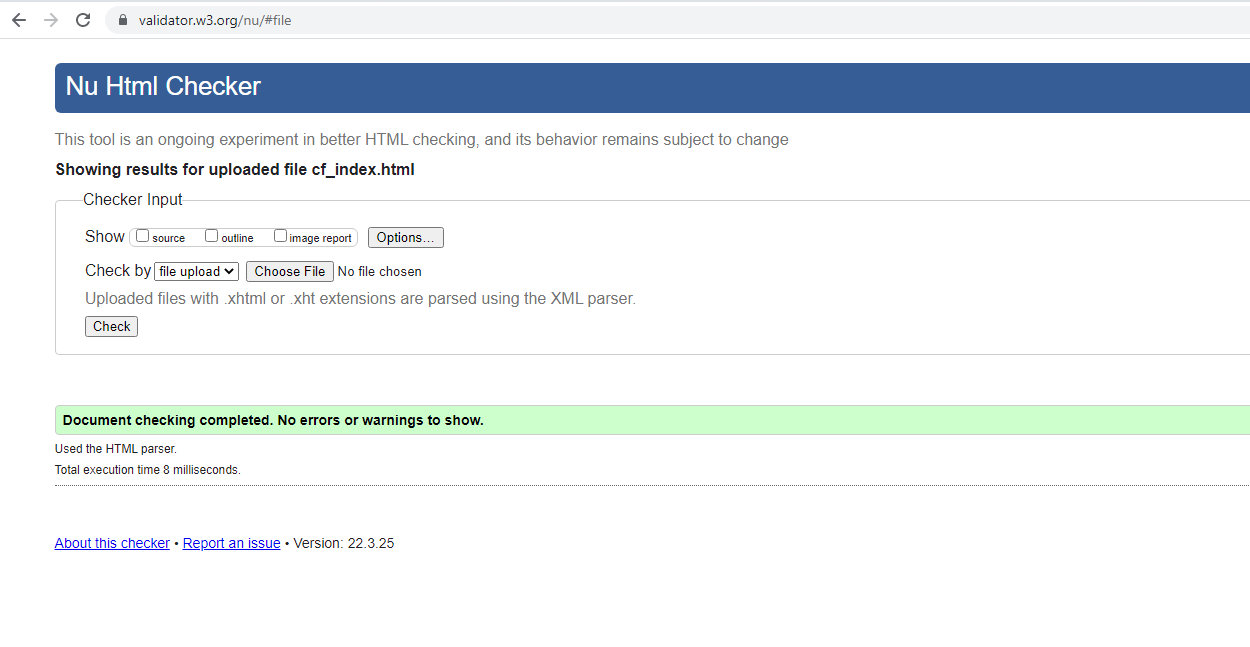 validator.w3.org/nu/#file
Nu Html Checker
This tool is an ongoing experiment in better HTML checking, and its behavior remains subject to change
Showing results for uploaded file cf_index.html
Checker Input
Show source outline image report Options...
Check by file upload Choose File No file chosen
Uploaded files with .xhtml or .xht extensions are parsed using the XML parser.
Check
Document checking completed. No errors or warnings to show.
Used the HTML parser.
Total execution time 8 milliseconds.
About this checker • Report an issue • Version: 22.3.25